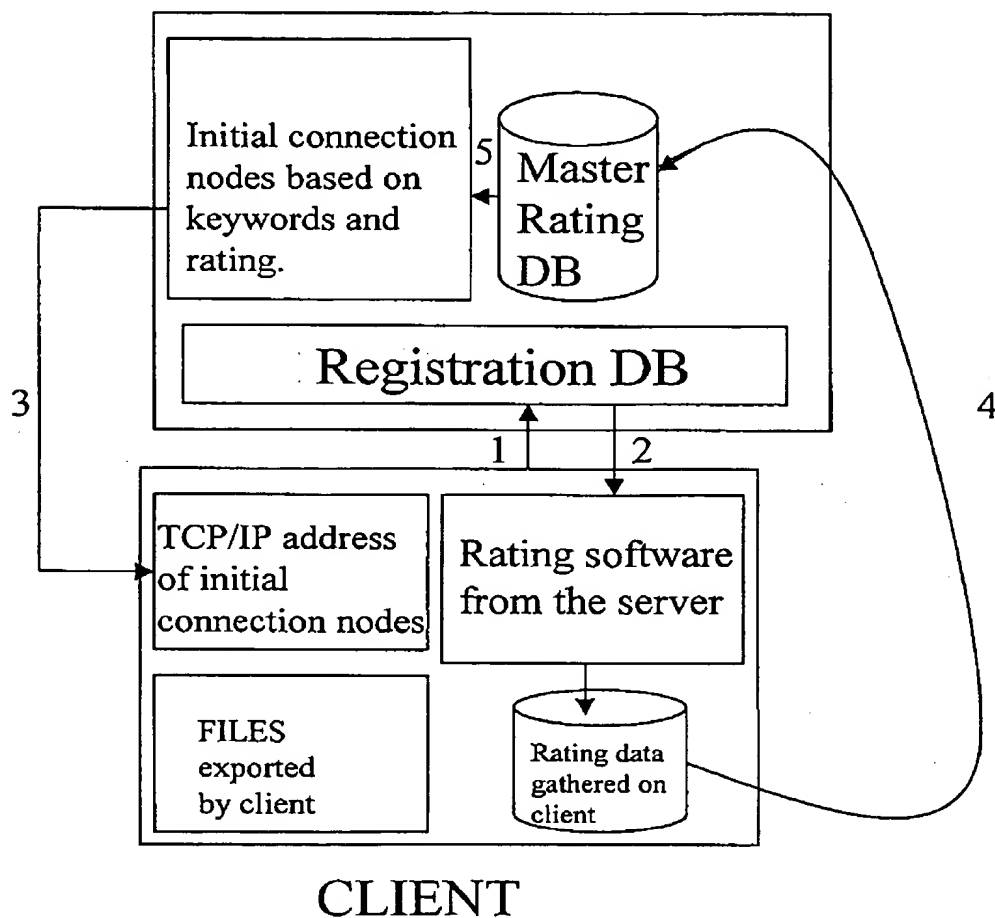 Initial connection
nodes based on
keywords and
rating.
5
Master
Rating
DB
Registration DB
3
4
1
2
TCP/IP address
of initial
connection nodes
Rating software
from the server
FILES
exported
by client
Rating data
gathered on
client
CLIENT